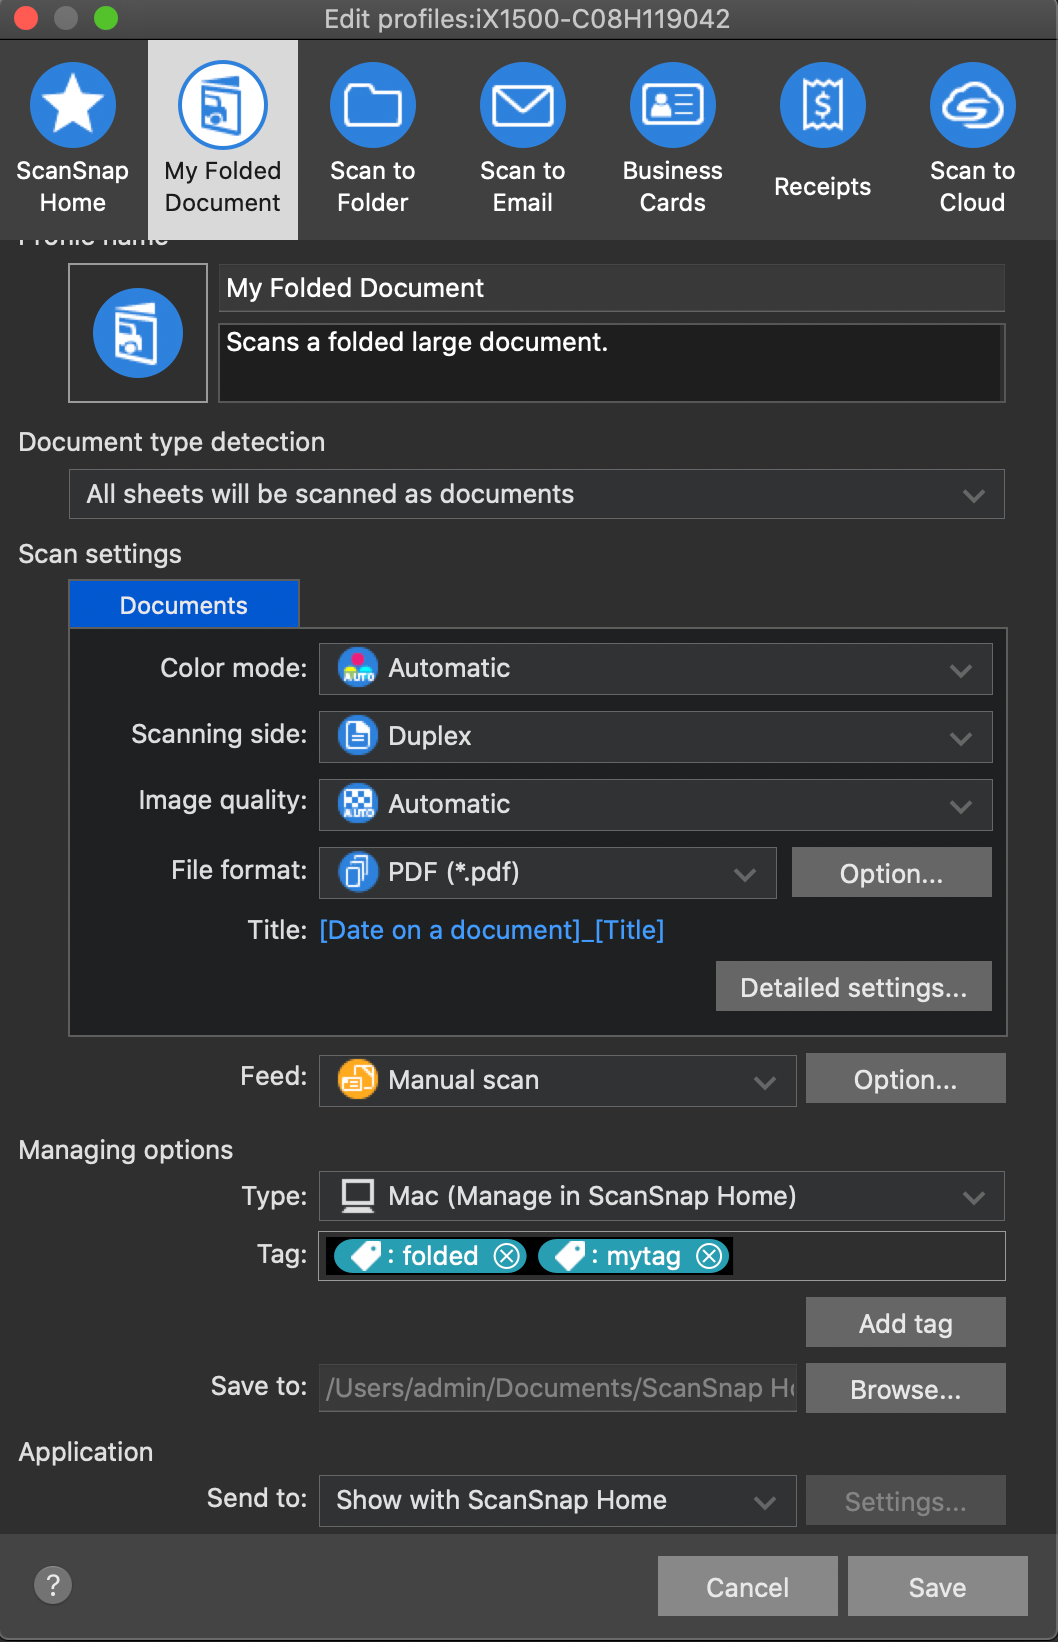 Edit profiles:iX1500-C08H119042
ScanSnap Home
My Folded Document
Scan to Folder
Scan to Email
Business Cards
Receipts
Scan to Cloud
Profile name
My Folded Document
Scans a folded large document.
Document type detection
All sheets will be scanned as documents
Scan settings
Documents
Color mode: AUTO Automatic
Scanning side: Duplex
Image quality: AUTO Automatic
File format: PDF (*.pdf) Option...
Title: [Date on a document]_[Title]
Detailed settings...
Feed: Manual scan Option...
Managing options
Type: Mac (Manage in ScanSnap Home)
Tag: : folded : mytag
Add tag
Save to: /Users/admin/Documents/ScanSnap Browse...
Application
Send to: Show with ScanSnap Home Settings...
? Cancel Save